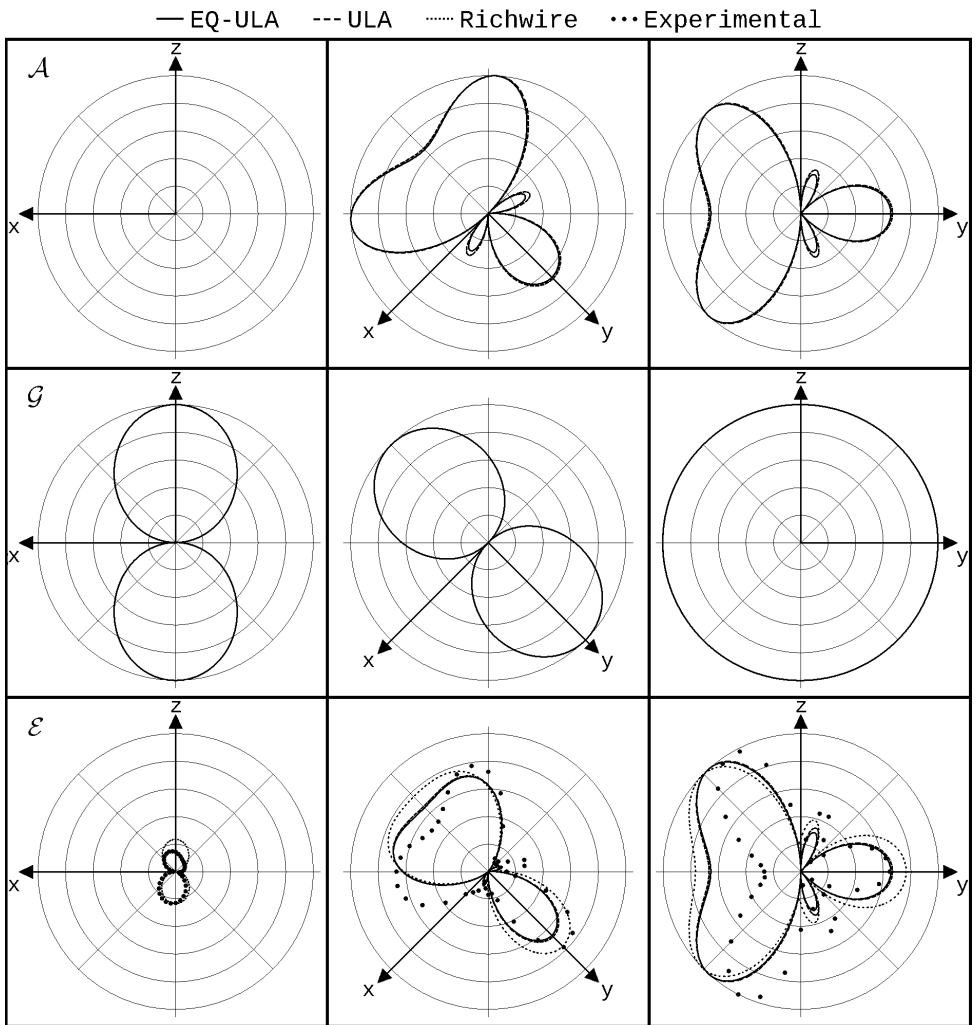 EQ-ULA ULA Richwire Experimental
𝒜 z x
x y
z y
𝒢 z x
x y
z y
ℰ z x
x y
z y